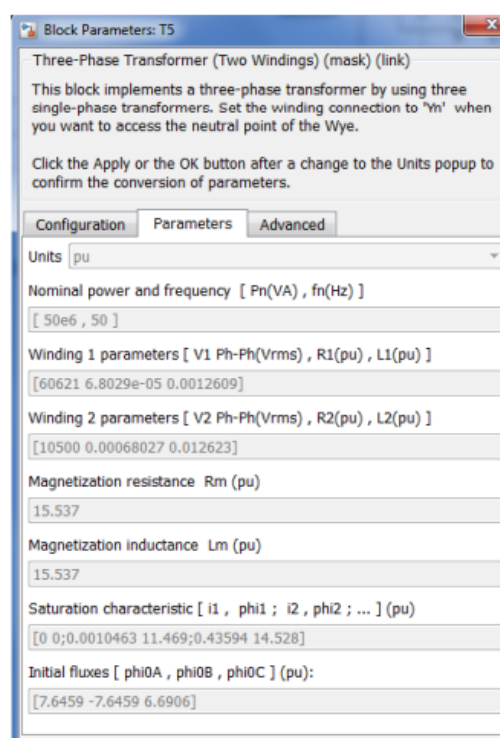 Block Parameters: T5
Three-Phase Transformer (Two Windings) (mask) (link)
This block implements a three-phase transformer by using three
single-phase transformers. Set the winding connection to 'Yn' when
you want to access the neutral point of the Wye.
Click the Apply or the OK button after a change to the Units popup to
confirm the conversion of parameters.
Configuration Parameters Advanced
Units pu
Nominal power and frequency [ Pn(VA) , fn(Hz) ]
[ 50e6 , 50 ]
Winding 1 parameters [ V1 Ph-Ph(Vrms) , R1(pu) , L1(pu) ]
[60621 6.8029e-05 0.0012609]
Winding 2 parameters [ V2 Ph-Ph(Vrms) , R2(pu) , L2(pu) ]
[10500 0.00068027 0.012623]
Magnetization resistance Rm (pu)
15.537
Magnetization inductance Lm (pu)
15.537
Saturation characteristic [ i1 , phi1 ; i2 , phi2 ; ... ] (pu)
[0 0;0.0010463 11.469;0.43594 14.528]
Initial fluxes [ phi0A , phi0B , phi0C ] (pu):
[7.6459 -7.6459 6.6906]